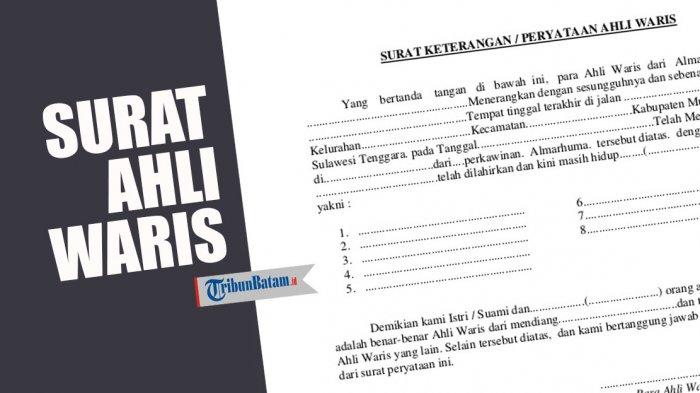 SURAT
AHLI
WARIS
TribunBatam.id
SURAT KETERANGAN / PERYATAAN AHLI WARIS
Yang bertanda tangan di bawah ini, para Ahli Waris dari Alma
....................................................Menerangkan dengan sesungguhnya dan sebena
....................................................Tempat tinggal terakhir di jalan ....................
Kelurahan....................Kecamatan....................Kabupaten M
Sulawesi Tenggara. pada Tanggal....................Telah Me
di....................dari....perkawinan. Almarhuma. tersebut diatas. deng
....................................telah dilahirkan dan kini masih hidup.......(.........
yakni :
1. ....................................
2. ....................................
3. ....................................
4. ....................................
5. ....................................
6. ....................
7 ....................
8 ....................
Demikian kami Istri / Suami dan...............(...............) orang a
adalah benar-benar Ahli Waris dari mendiang....................dan t
Ahli Waris yang lain. Selain tersebut diatas, dan kami bertanggung jawab
dari surat peryataan ini.
Para Ahli Wa